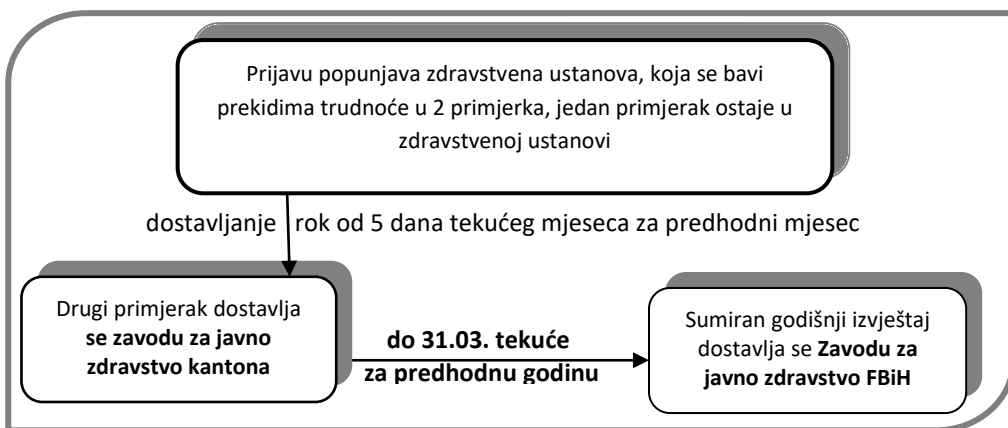 Prijavu popunjava zdravstvena ustanova, koja se bavi
prekidima trudnoće u 2 primjerka, jedan primjerak ostaje u
zdravstvenoj ustanovi
dostavljanje rok od 5 dana tekućeg mjeseca za predhodni mjesec
Drugi primjerak dostavlja
se zavodu za javno
zdravstvo kantona
do 31.03. tekuće
za predhodnu godinu
Sumiran godišnji izvještaj
dostavlja se Zavodu za
javno zdravstvo FBiH